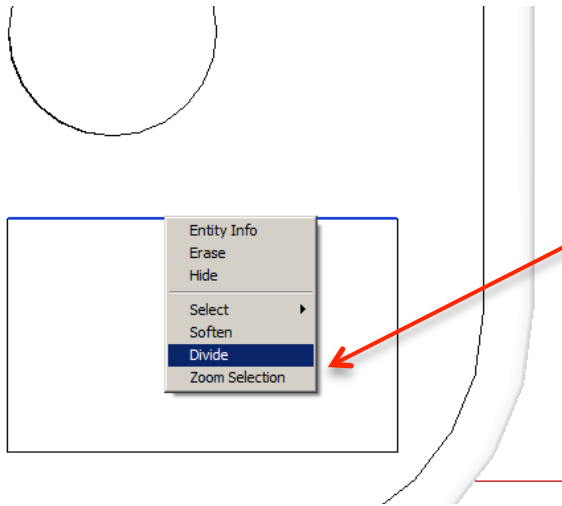 Entity Info
Erase
Hide
Select
Soften
Divide
Zoom Selection